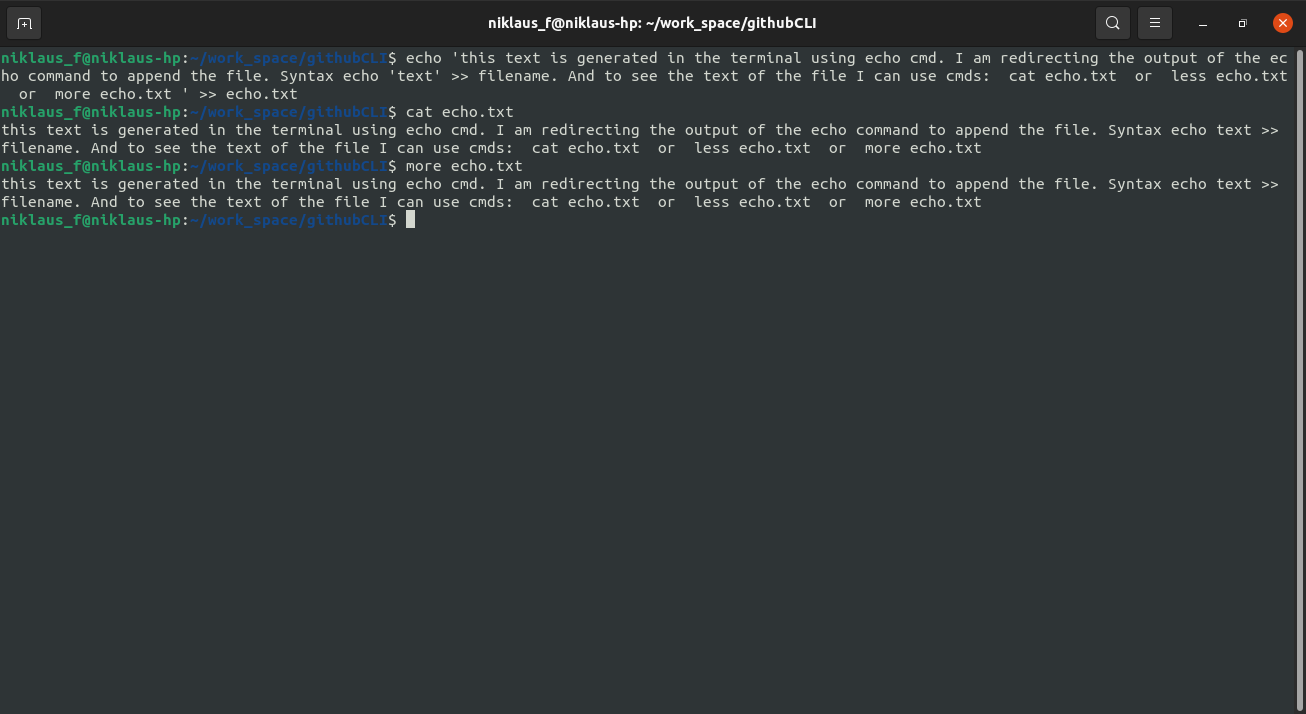 niklaus_f@niklaus-hp: ~/work_space/githubCLI
niklaus_f@niklaus-hp:~/work_space/githubCLI$ echo 'this text is generated in the terminal using echo cmd. I am redirecting the output of the ec
ho command to append the file. Syntax echo 'text' >> filename. And to see the text of the file I can use cmds:  cat echo.txt  or  less echo.txt
  or  more echo.txt ' >> echo.txt
niklaus_f@niklaus-hp:~/work_space/githubCLI$ cat echo.txt
this text is generated in the terminal using echo cmd. I am redirecting the output of the echo command to append the file. Syntax echo text >>
filename. And to see the text of the file I can use cmds:  cat echo.txt  or  less echo.txt  or  more echo.txt
niklaus_f@niklaus-hp:~/work_space/githubCLI$ more echo.txt
this text is generated in the terminal using echo cmd. I am redirecting the output of the echo command to append the file. Syntax echo text >>
filename. And to see the text of the file I can use cmds:  cat echo.txt  or  less echo.txt  or  more echo.txt
niklaus_f@niklaus-hp:~/work_space/githubCLI$